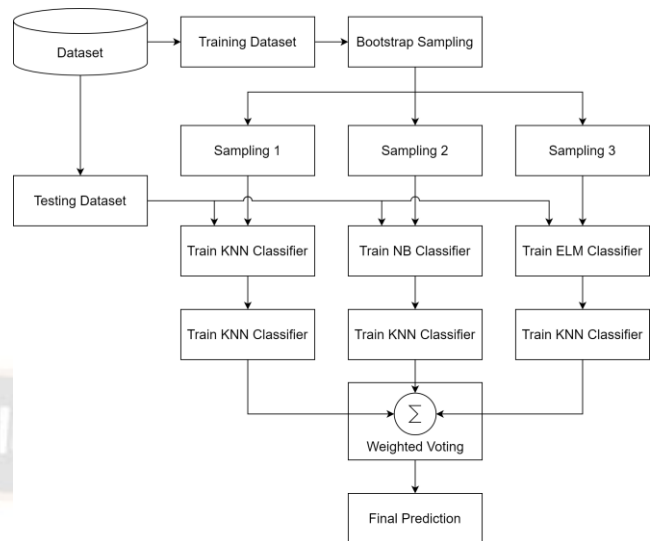 Dataset
Training Dataset
Bootstrap Sampling
Sampling 1
Sampling 2
Sampling 3
Testing Dataset
Train KNN Classifier
Train NB Classifier
Train ELM Classifier
Train KNN Classifier
Train KNN Classifier
Train KNN Classifier
∑
Weighted Voting
Final Prediction